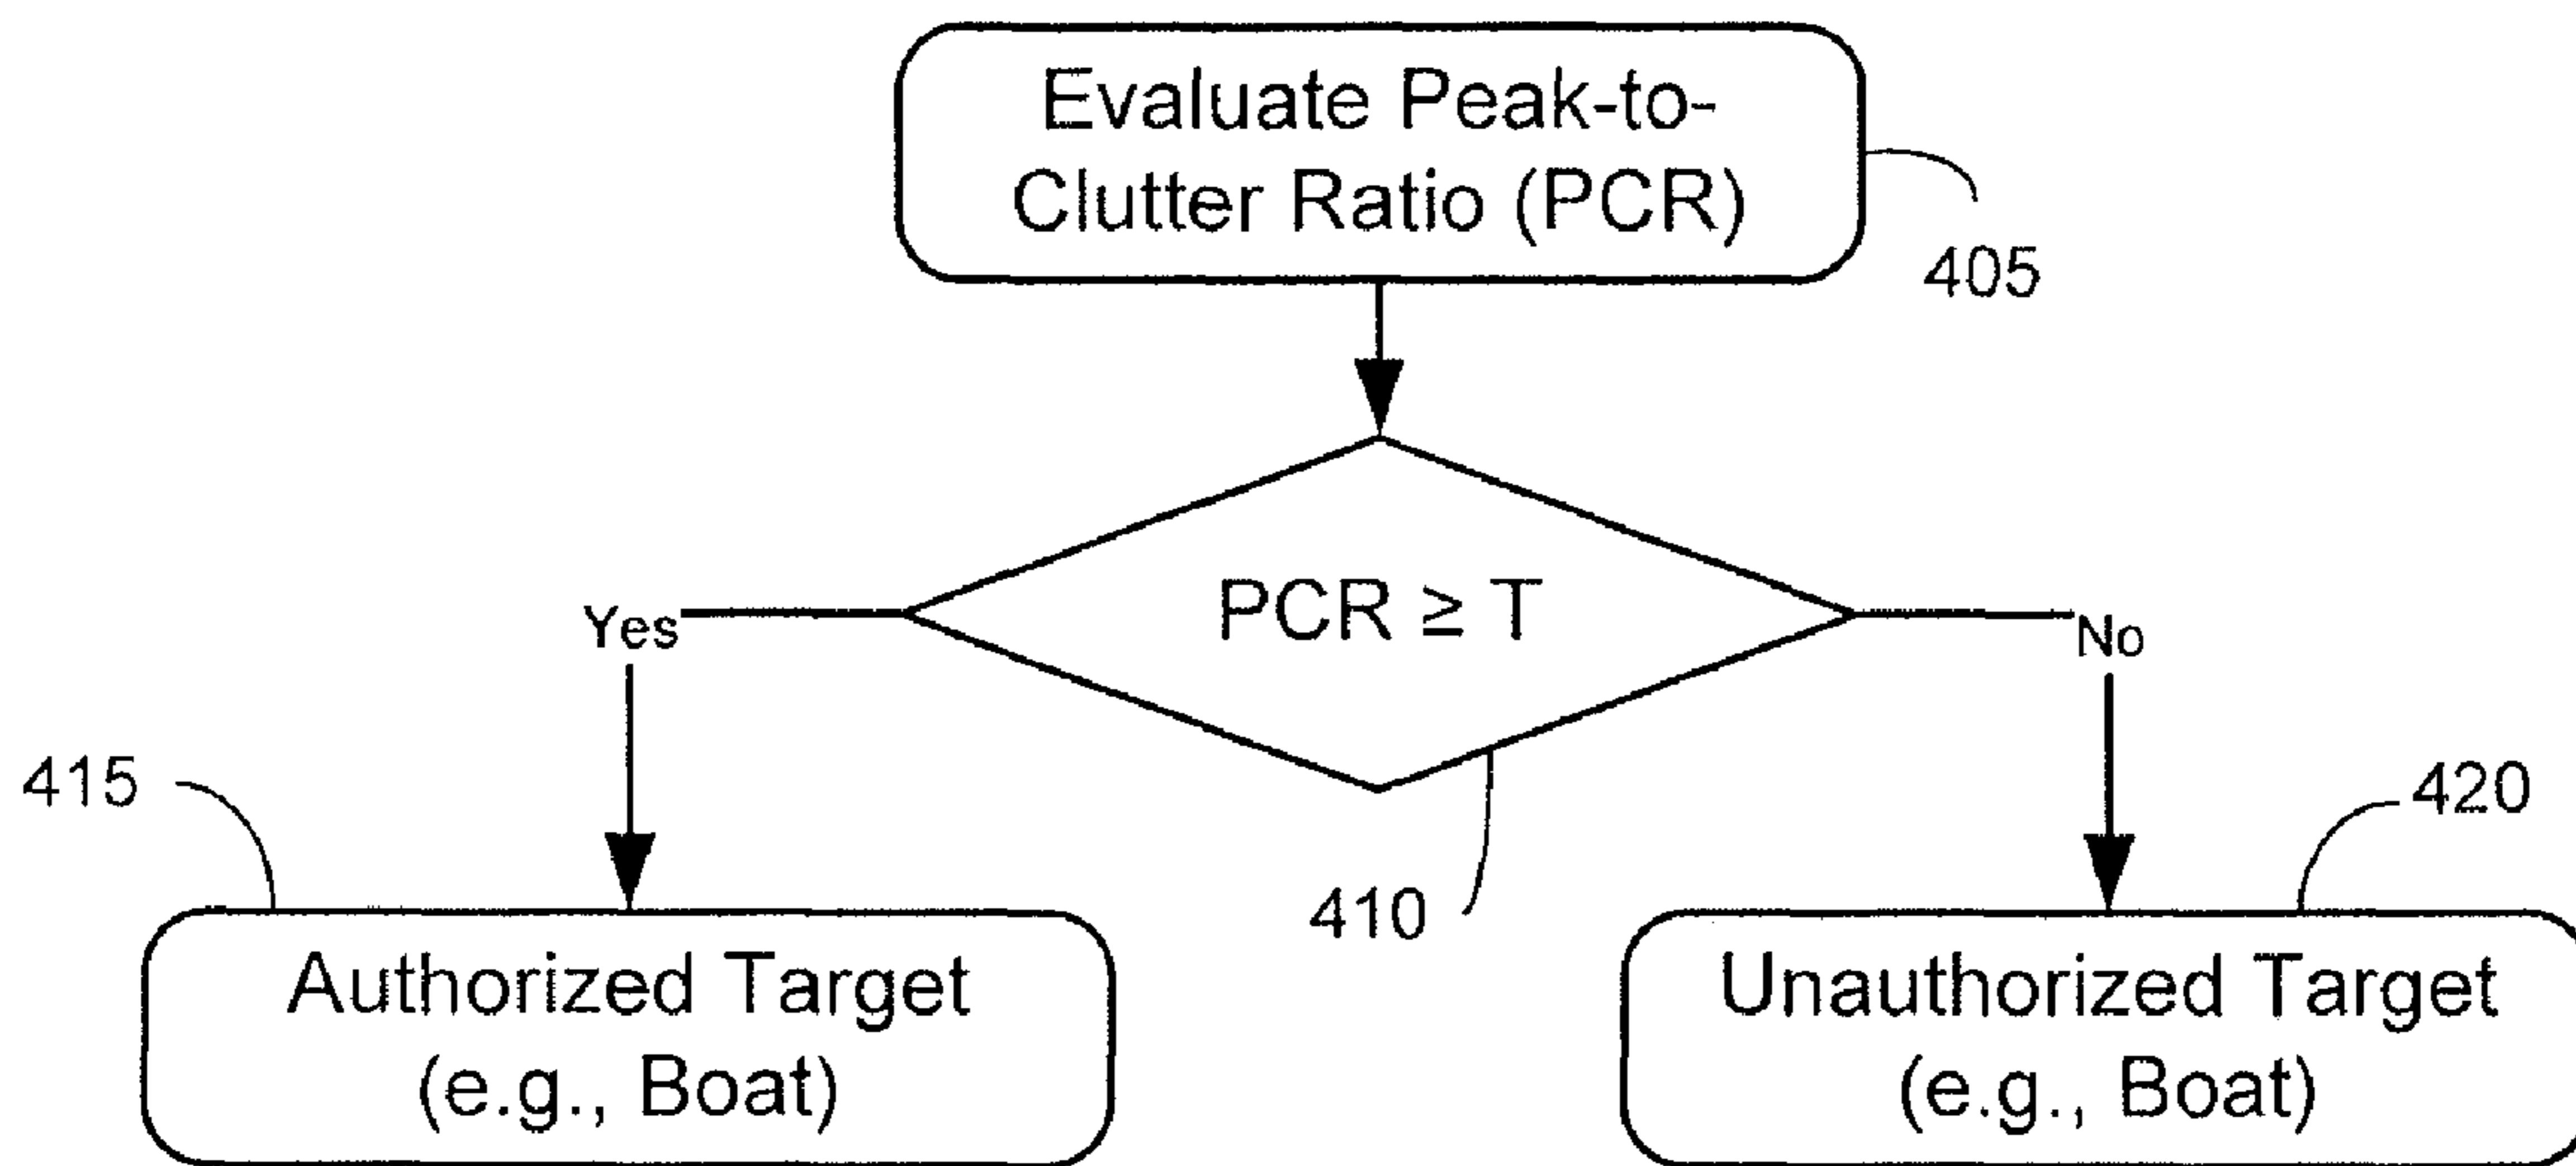 Evaluate Peak-to-
Clutter Ratio (PCR)
405
PCR ≥ T
Yes
No
415
410
420
Authorized Target
(e.g., Boat)
Unauthorized Target
(e.g., Boat)